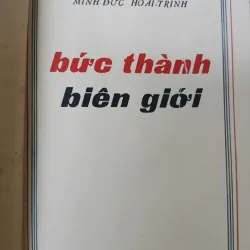 MINH ĐỨC HOÀI-TRINH
bức thành
biên giới